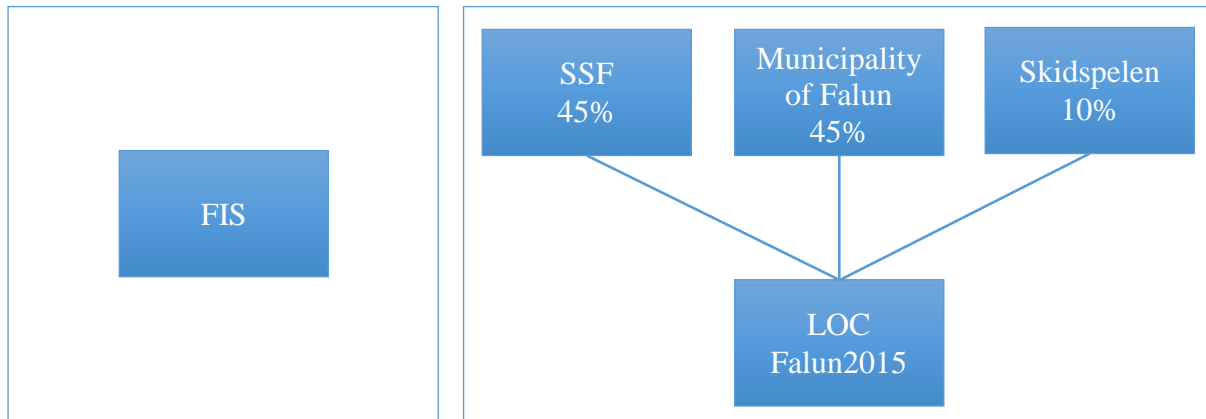 FIS
SSF
45%
Municipality
of Falun
45%
Skidspelen
10%
LOC
Falun2015